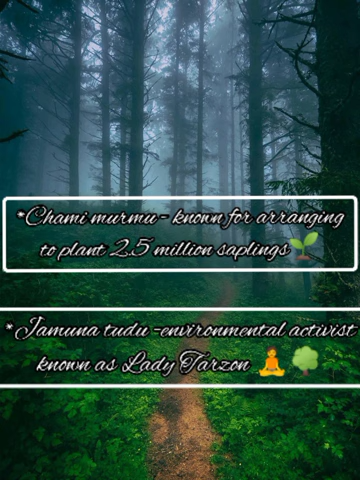 *Chami murmu- known for arranging
to plant 2.5 million saplings🌱
*Jamuna tudu -environmental activist
known as Lady Tarzon 🧘🌳